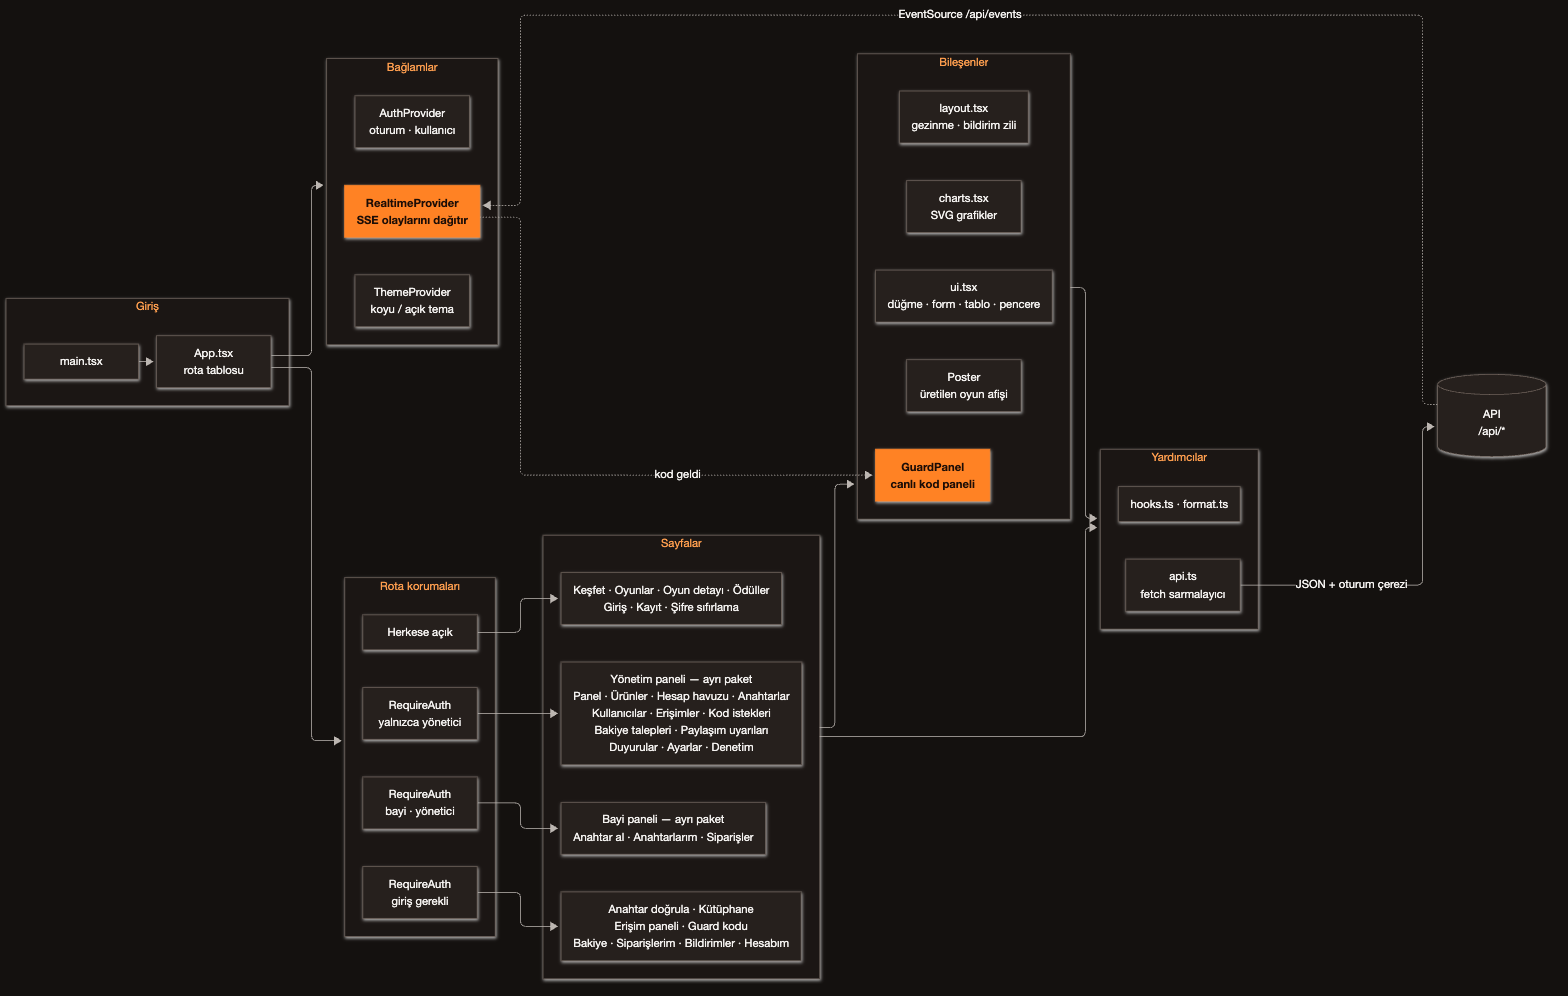 EventSource /api/events
Bağlamlar
AuthProvider
oturum · kullanıcı
RealtimeProvider
SSE olaylarını dağıtır
ThemeProvider
koyu / açık tema
Giriş
main.tsx
App.tsx
rota tablosu
Bileşenler
layout.tsx
gezinme · bildirim zili
charts.tsx
SVG grafikler
ui.tsx
düğme · form · tablo · pencere
Poster
üretilen oyun afişi
GuardPanel
canlı kod paneli
kod geldi
Rota korumaları
Herkese açık
RequireAuth
yalnızca yönetici
RequireAuth
bayi · yönetici
RequireAuth
giriş gerekli
Sayfalar
Keşfet · Oyunlar · Oyun detayı · Ödüller
Giriş · Kayıt · Şifre sıfırlama
Yönetim paneli — ayrı paket
Panel · Ürünler · Hesap havuzu · Anahtarlar
Kullanıcılar · Erişimler · Kod istekleri
Bakiye talepleri · Paylaşım uyarıları
Duyurular · Ayarlar · Denetim
Bayi paneli — ayrı paket
Anahtar al · Anahtarlarım · Siparişler
Anahtar doğrula · Kütüphane
Erişim paneli · Guard kodu
Bakiye · Siparişlerim · Bildirimler · Hesabım
Yardımcılar
hooks.ts · format.ts
api.ts
fetch sarmalayıcı
JSON + oturum çerezi
API
/api/*